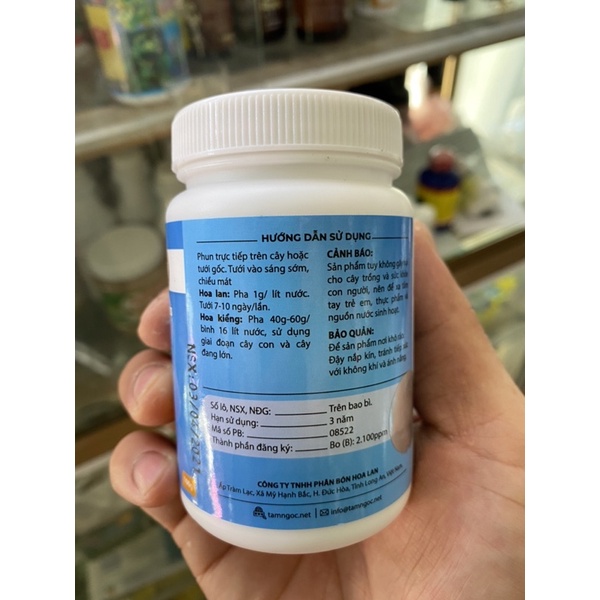 HƯỚNG DẪN SỬ DỤNG
Phun trực tiếp trên cây hoặc
tưới gốc. Tưới vào sáng sớm,
chiều mát
Hoa lan: Pha 1g/ lít nước.
Tưới 7-10 ngày/lần.
Hoa kiểng: Pha 40g-60g/
bình 16 lít nước, sử dụng
giai đoạn cây con và cây
đang lớn.
CẢNH BÁO:
Sản phẩm tuy không gây hại
cho cây trồng và sức khỏe
con người, nên để xa tầm
tay trẻ em, thực phẩm và
nguồn nước sinh hoạt.
BẢO QUẢN:
Để sản phẩm nơi khô ráo.
Đậy nắp kín, tránh tiếp xúc
với không khí và ánh nắng.
Số lô, NSX, NĐG: Trên bao bì.
Hạn sử dụng: 3 năm
Mã số PB: 08522
Thành phần đăng ký: Bo (B): 2.100ppm
CÔNG TY TNHH PHÂN BÓN HOA LAN
Ấp Tràm Lạc, Xã Mỹ Hạnh Bắc, H. Đức Hòa, Tỉnh Long An, Việt Nam.
tamngoc.net | info@tamngoc.net
NSX:03/05/2021